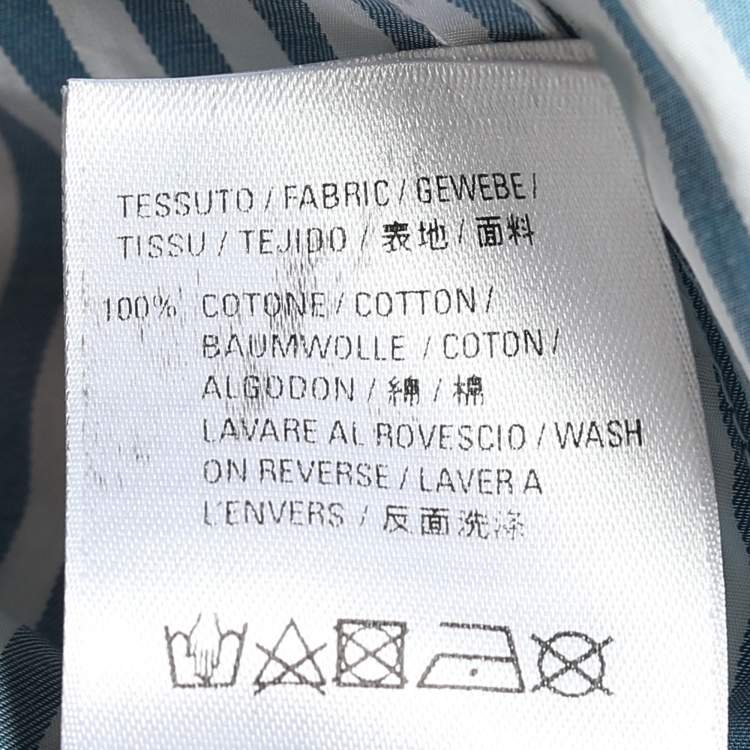 TESSUTO / FABRIC / GEWEBE /
TISSU / TEJIDO / 表地 / 面料
100% COTONE / COTTON /
BAUMWOLLE / COTON /
ALGODON / 綿 / 棉
LAVARE AL ROVESCIO / WASH
ON REVERSE / LAVER A
L'ENVERS / 反面洗涤